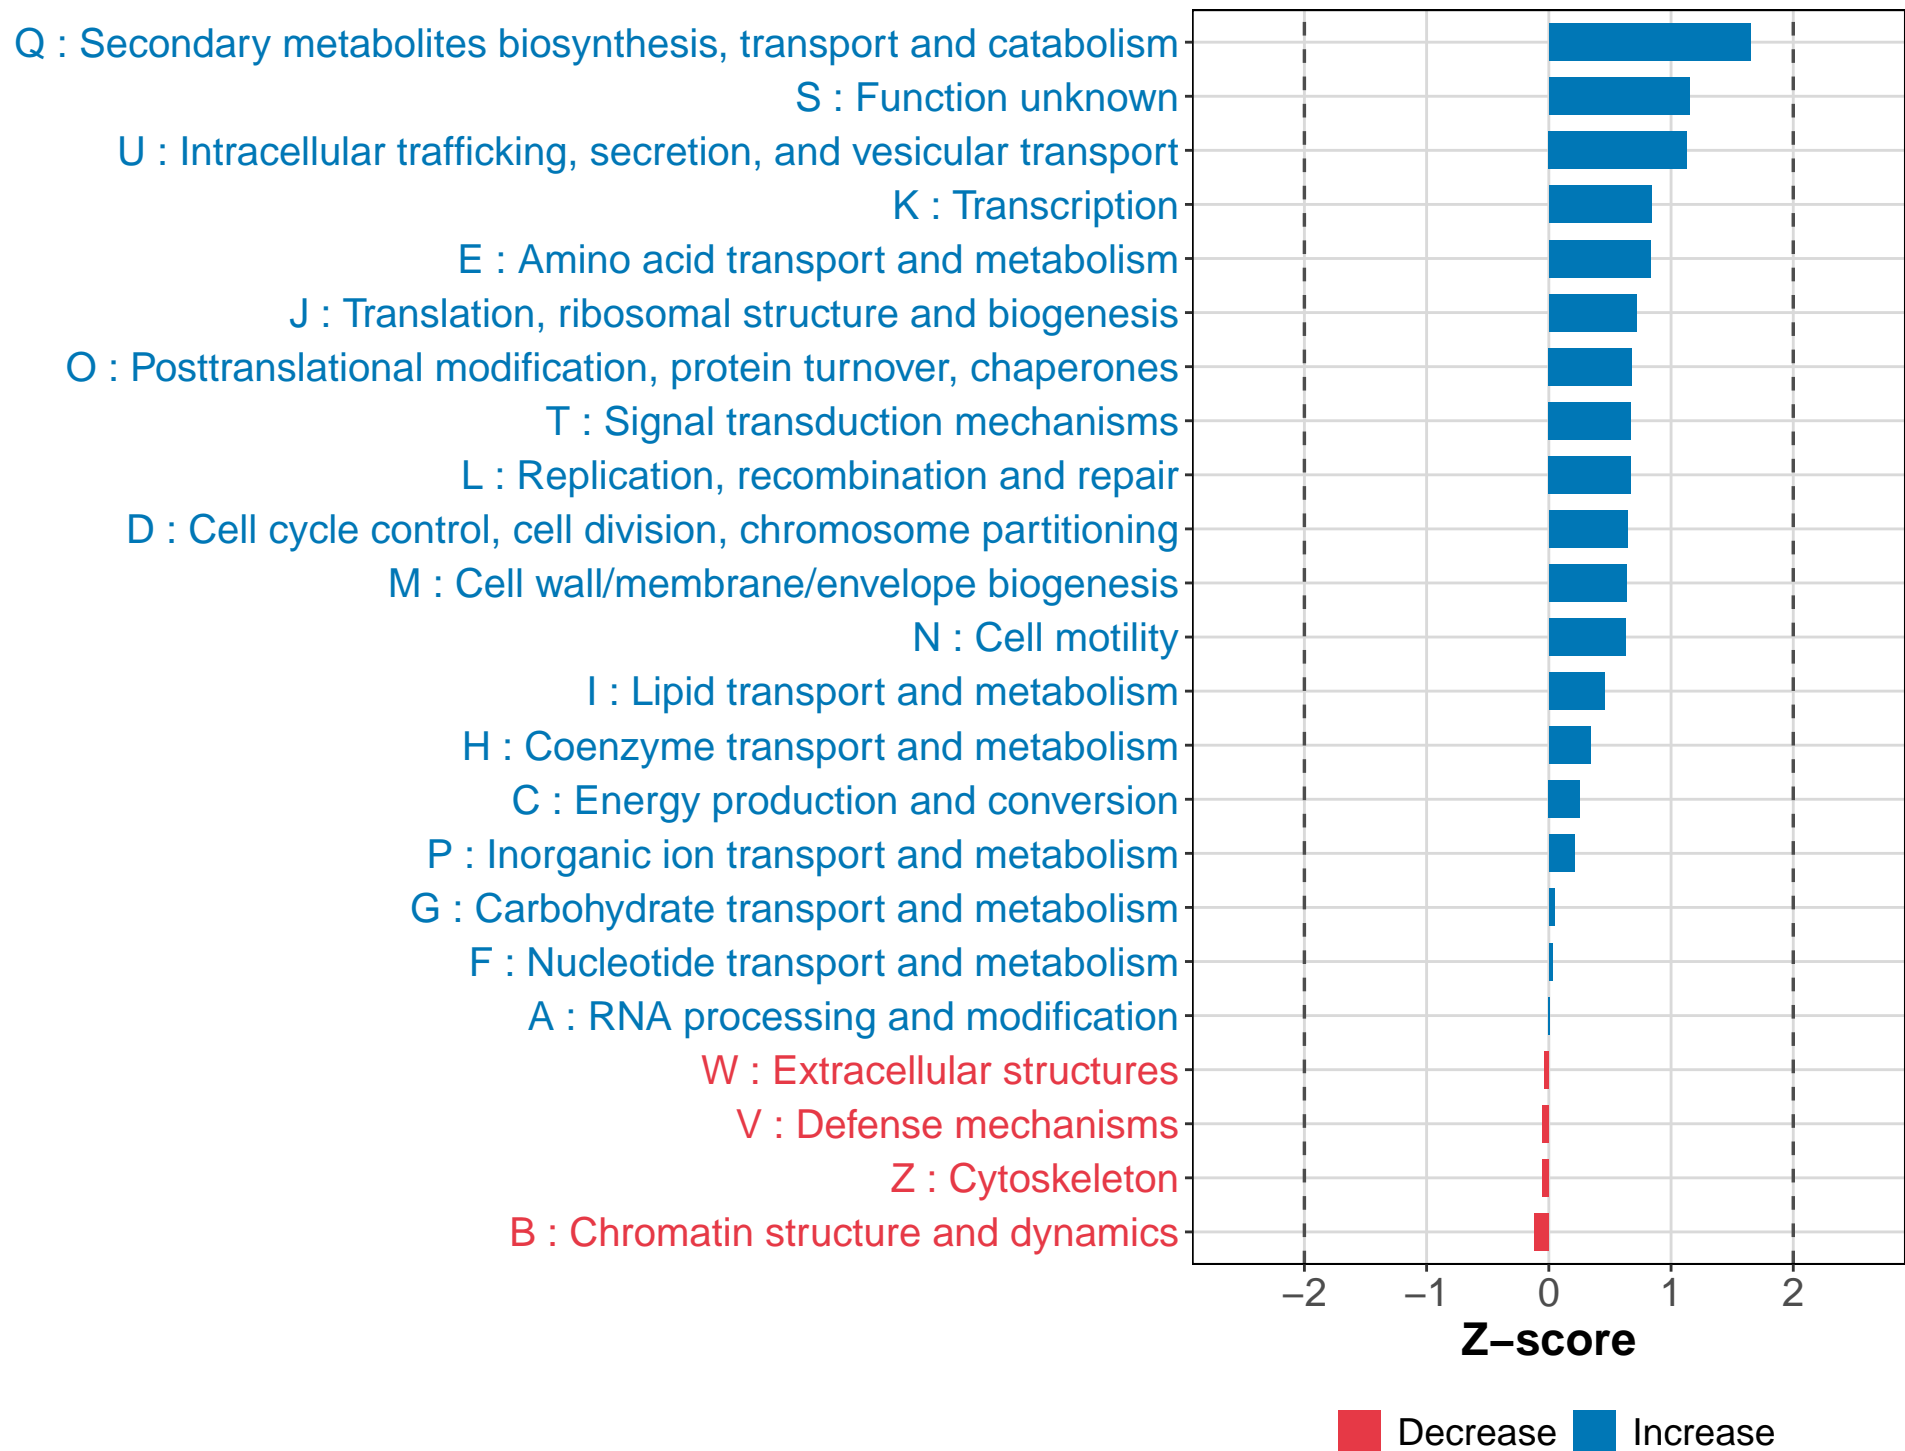 Q : Secondary metabolites biosynthesis, transport and catabolism
S : Function unknown
U : Intracellular trafficking, secretion, and vesicular transport
K : Transcription
E : Amino acid transport and metabolism
J : Translation, ribosomal structure and biogenesis
O : Posttranslational modification, protein turnover, chaperones
T : Signal transduction mechanisms
L : Replication, recombination and repair
D : Cell cycle control, cell division, chromosome partitioning
M : Cell wall/membrane/envelope biogenesis
N : Cell motility
I : Lipid transport and metabolism
H : Coenzyme transport and metabolism
C : Energy production and conversion
P : Inorganic ion transport and metabolism
G : Carbohydrate transport and metabolism
F : Nucleotide transport and metabolism
A : RNA processing and modification
W : Extracellular structures
V : Defense mechanisms
Z : Cytoskeleton
B : Chromatin structure and dynamics
−2 −1 0 1 2
Z−score
Decrease Increase